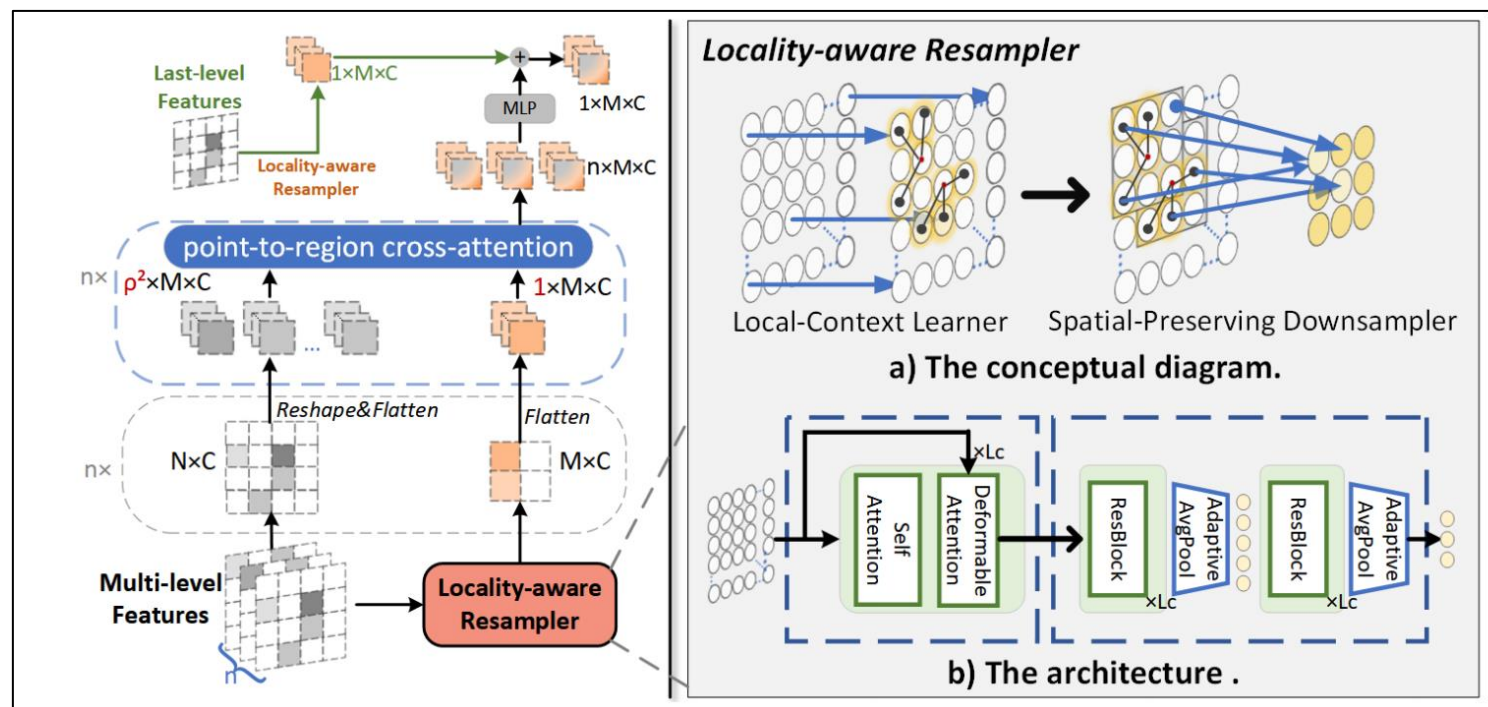 Last-level
Features
1×M×C
+
1×M×C
MLP
Locality-aware
Resampler
n×M×C
point-to-region cross-attention
n×
ρ²×M×C
1×M×C
...
Reshape&Flatten
Flatten
n×
N×C
M×C
Multi-level
Features
n
Locality-aware
Resampler
Locality-aware Resampler
Local-Context Learner
Spatial-Preserving Downsampler
a) The conceptual diagram.
×Lc
Self
Attention
Deformable
Attention
ResBlock
×Lc
Adaptive
AvgPool
ResBlock
×Lc
Adaptive
AvgPool
b) The architecture .